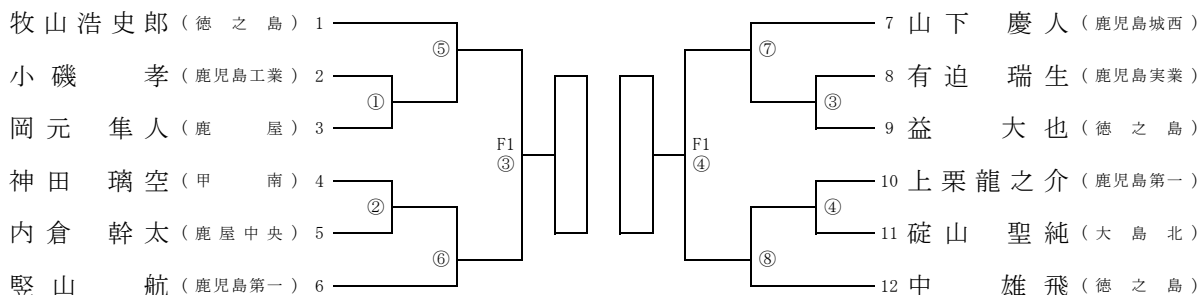 牧山浩史郎 (徳之島) 1
小磯 孝 (鹿児島工業) 2
岡元 隼人 (鹿屋) 3
神田 璃空 (甲南) 4
内倉 幹太 (鹿屋中央) 5
竪山 航 (鹿児島第一) 6
⑤
①
②
⑥
F1
③
7 山下 慶人 (鹿児島城西)
8 有迫 瑞生 (鹿児島実業)
9 益 大也 (徳之島)
10 上栗龍之介 (鹿児島第一)
11 碇山 聖純 (大島北)
12 中 雄飛 (徳之島)
⑦
③
④
⑧
F1
④